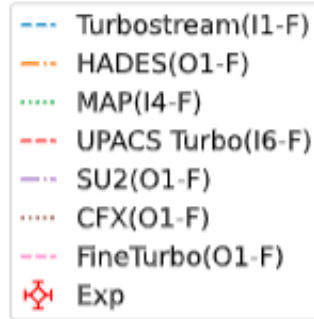 Turbostream(I1-F)
HADES(O1-F)
MAP(I4-F)
UPACS Turbo(I6-F)
SU2(O1-F)
CFX(O1-F)
FineTurbo(O1-F)
Exp